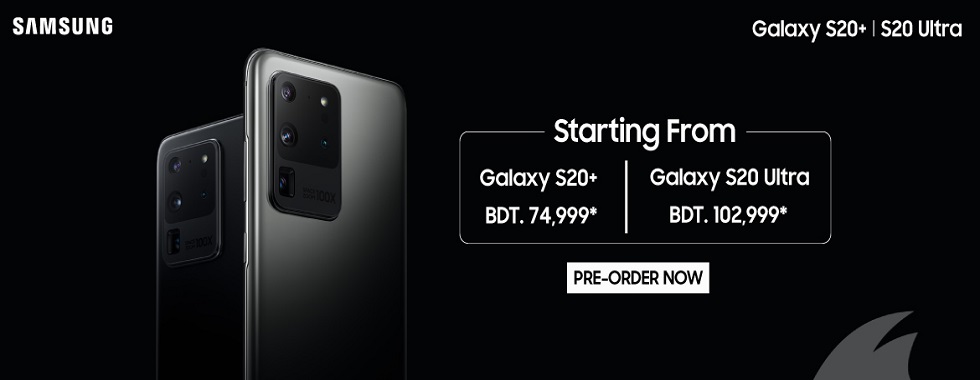 SAMSUNG
Galaxy S20+ | S20 Ultra
Starting From
Galaxy S20+
BDT. 74,999*
Galaxy S20 Ultra
BDT. 102,999*
PRE-ORDER NOW
100X
100X